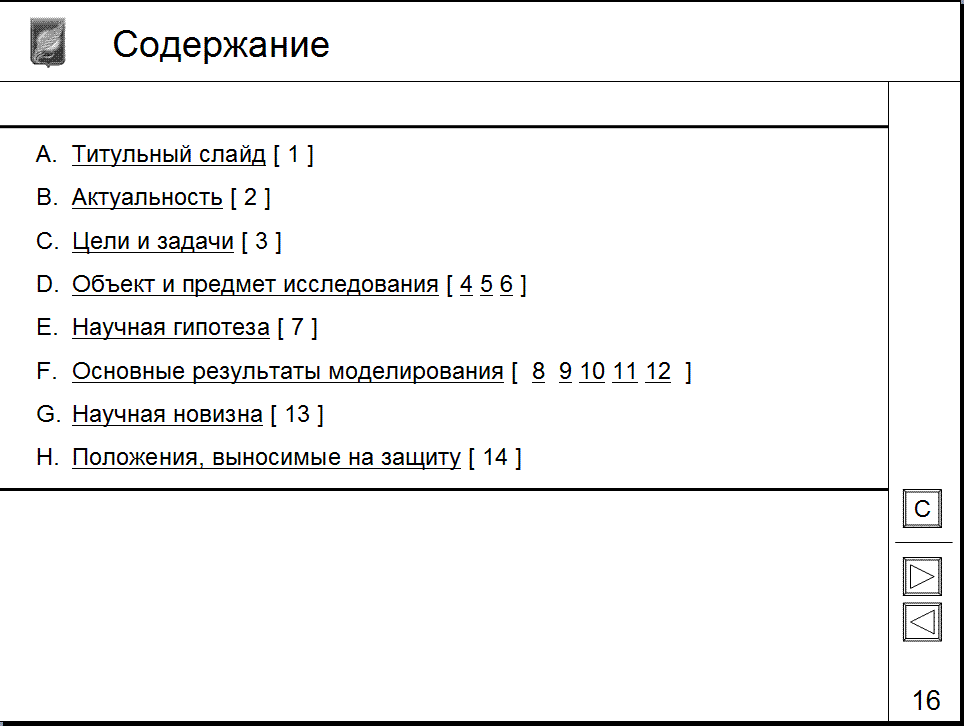 Содержание
A. Титульный слайд [ 1 ]
B. Актуальность [ 2 ]
C. Цели и задачи [ 3 ]
D. Объект и предмет исследования [ 4 5 6 ]
E. Научная гипотеза [ 7 ]
F. Основные результаты моделирования [ 8 9 10 11 12 ]
G. Научная новизна [ 13 ]
H. Положения, выносимые на защиту [ 14 ]
C
16